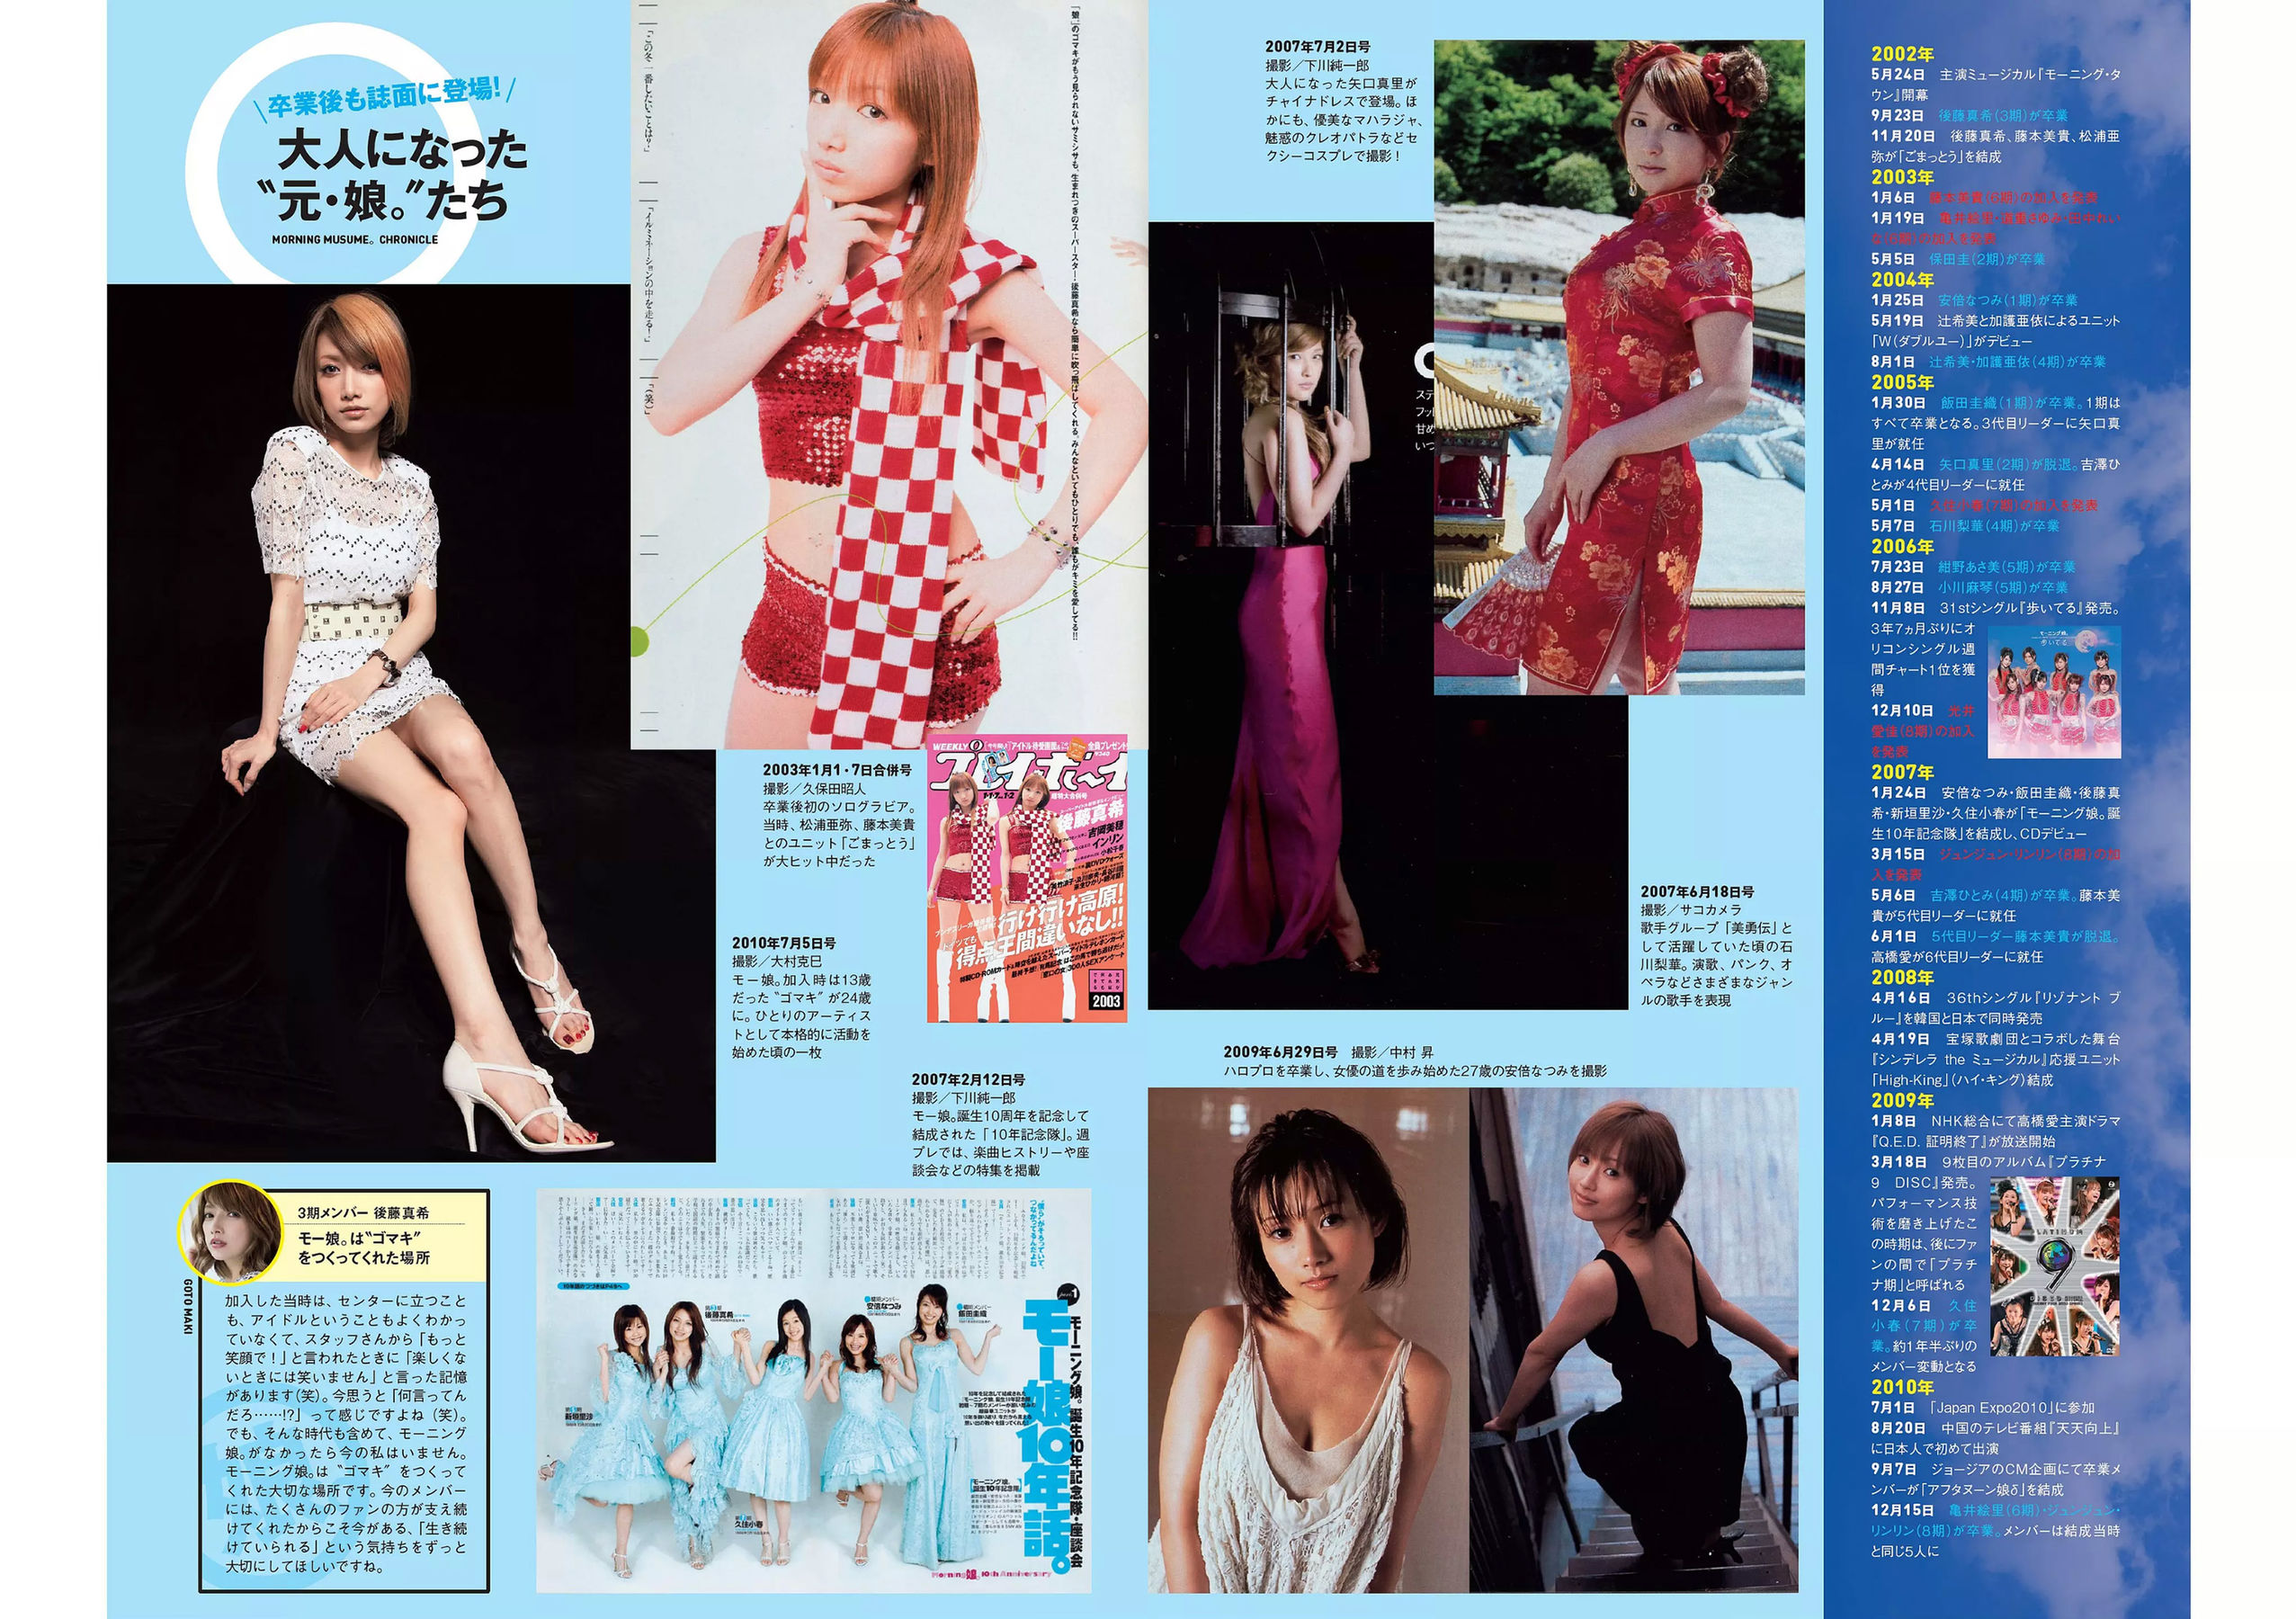 \卒業後も誌面に登場!/
大人になった
“元・娘。”たち
MORNING MUSUME。 CHRONICLE
「この冬一番したいことは?」
「イルミネーションの中を走る!」
「(笑)」
「娘。」のゴマキがもう見られないサミシサも、生まれつきのスーパースター・後藤真希なら簡単に吹っ飛ばしてくれる。みんなといてもひとりでも、誰もがキミを愛してる!!
2003年1月1・7日合併号
撮影/久保田昭人
卒業後初のソログラビア。
当時、松浦亜弥、藤本美貴
とのユニット「ごまっとう」
が大ヒット中だった
WEEKLY
プレイボーイ
後藤真希
吉岡美穂
インリン
小松千春
行け行け高原!
得点王間違いなし!!
2003
2010年7月5日号
撮影/大村克巳
モー娘。加入時は13歳
だった“ゴマキ”が24歳
に。ひとりのアーティス
トとして本格的に活動を
始めた頃の一枚
2007年2月12日号
撮影/下川純一郎
モー娘。誕生10周年を記念して
結成された「10年記念隊」。週
プレでは、楽曲ヒストリーや座
談会などの特集を掲載
3期メンバー 後藤真希
モー娘。は“ゴマキ”
をつくってくれた場所
GOTO MAKI
加入した当時は、センターに立つこと
も、アイドルということもよくわかっ
ていなくて、スタッフさんから「もっと
笑顔で!」と言われたときに「楽しくな
いときには笑いません」と言った記憶
があります(笑)。今思うと「何言ってん
だろ……!?」って感じですよね(笑)。
でも、そんな時代も含めて、モーニング
娘。がなかったら今の私はいません。
モーニング娘。は“ゴマキ”をつくって
くれた大切な場所です。今のメンバー
には、たくさんのファンの方が支え続
けてくれたからこそ今がある、「生き続
けていられる」という気持ちをずっと
大切にしてほしいですね。
モーニング娘。誕生10年記念隊・座談会
モー娘10年話。
後藤真希
安倍なつみ
飯田圭織
新垣里沙
久住小春
Morning娘。10th Anniversary
2007年7月2日号
撮影/下川純一郎
大人になった矢口真里が
チャイナドレスで登場。ほ
かにも、優美なマハラジャ、
魅惑のクレオパトラなどセ
クシーコスプレで撮影!
2007年6月18日号
撮影/サコカメラ
歌手グループ「美勇伝」と
して活躍していた頃の石
川梨華。演歌、パンク、オ
ペラなどさまざまなジャン
ルの歌手を表現
2009年6月29日号 撮影/中村 昇
ハロプロを卒業し、女優の道を歩み始めた27歳の安倍なつみを撮影
2002年
5月24日 主演ミュージカル『モーニング・タ
ウン』開幕
9月23日 後藤真希(3期)が卒業
11月20日 後藤真希、藤本美貴、松浦亜
弥が「ごまっとう」を結成
2003年
1月6日 藤本美貴(6期)の加入を発表
1月19日 亀井絵里・道重さゆみ・田中れい
な(6期)の加入を発表
5月5日 保田圭(2期)が卒業
2004年
1月25日 安倍なつみ(1期)が卒業
5月19日 辻希美と加護亜依によるユニット
「W(ダブルユー)」がデビュー
8月1日 辻希美・加護亜依(4期)が卒業
2005年
1月30日 飯田圭織(1期)が卒業。1期は
すべて卒業となる。3代目リーダーに矢口真
里が就任
4月14日 矢口真里(2期)が脱退。吉澤ひ
とみが4代目リーダーに就任
5月1日 久住小春(7期)の加入を発表
5月7日 石川梨華(4期)が卒業
2006年
7月23日 紺野あさ美(5期)が卒業
8月27日 小川麻琴(5期)が卒業
11月8日 31stシングル『歩いてる』発売。
3年7ヵ月ぶりにオ
リコンシングル週
間チャート1位を獲
得
12月10日 光井
愛佳(8期)の加入
を発表
2007年
1月24日 安倍なつみ・飯田圭織・後藤真
希・新垣里沙・久住小春が「モーニング娘。誕
生10年記念隊」を結成し、CDデビュー
3月15日 ジュンジュン・リンリン(8期)の加
入を発表
5月6日 吉澤ひとみ(4期)が卒業。藤本美
貴が5代目リーダーに就任
6月1日 5代目リーダー藤本美貴が脱退。
高橋愛が6代目リーダーに就任
2008年
4月16日 36thシングル『リゾナント ブ
ルー』を韓国と日本で同時発売
4月19日 宝塚歌劇団とコラボした舞台
『シンデレラ the ミュージカル』応援ユニット
「High-King」(ハイ・キング)結成
2009年
1月8日 NHK総合にて高橋愛主演ドラマ
『Q.E.D. 証明終了』が放送開始
3月18日 9枚目のアルバム『プラチナ
9 DISC』発売。
パフォーマンス技
術を磨き上げたこ
の時期は、後にファ
ンの間で「プラチ
ナ期」と呼ばれる
12月6日 久住
小春(7期)が卒
業。約1年半ぶりの
メンバー変動となる
2010年
7月1日 「Japan Expo2010」に参加
8月20日 中国のテレビ番組『天天向上』
に日本人で初めて出演
9月7日 ジョージアのCM企画にて卒業メ
ンバーが「アフタヌーン娘δ」を結成
12月15日 亀井絵里(6期)・ジュンジュン・
リンリン(8期)が卒業。メンバーは結成当時
と同じ5人に